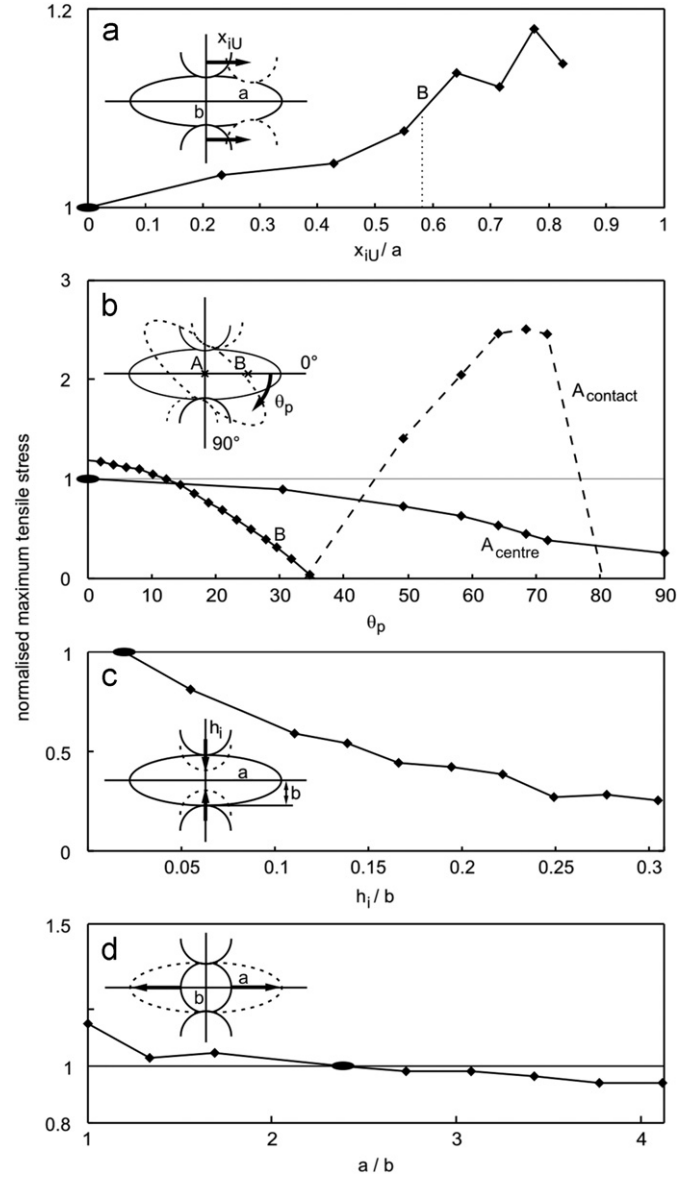 normalised maximum tensile stress
a
1.2
x_iU
a
b
B
1
0 0.1 0.2 0.3 0.4 0.5 0.6 0.7 0.8 0.9 1
x_iU / a
b
3
2
1
0
A B 0°
θ_p
90°
A_contact
B
A_centre
0 10 20 30 40 50 60 70 80 90
θ_p
c
1
0.5
0
h_i
a
b
0.05 0.1 0.15 0.2 0.25 0.3
h_i / b
d
1.5
1
0.8
a
b
1 2 3 4
a / b